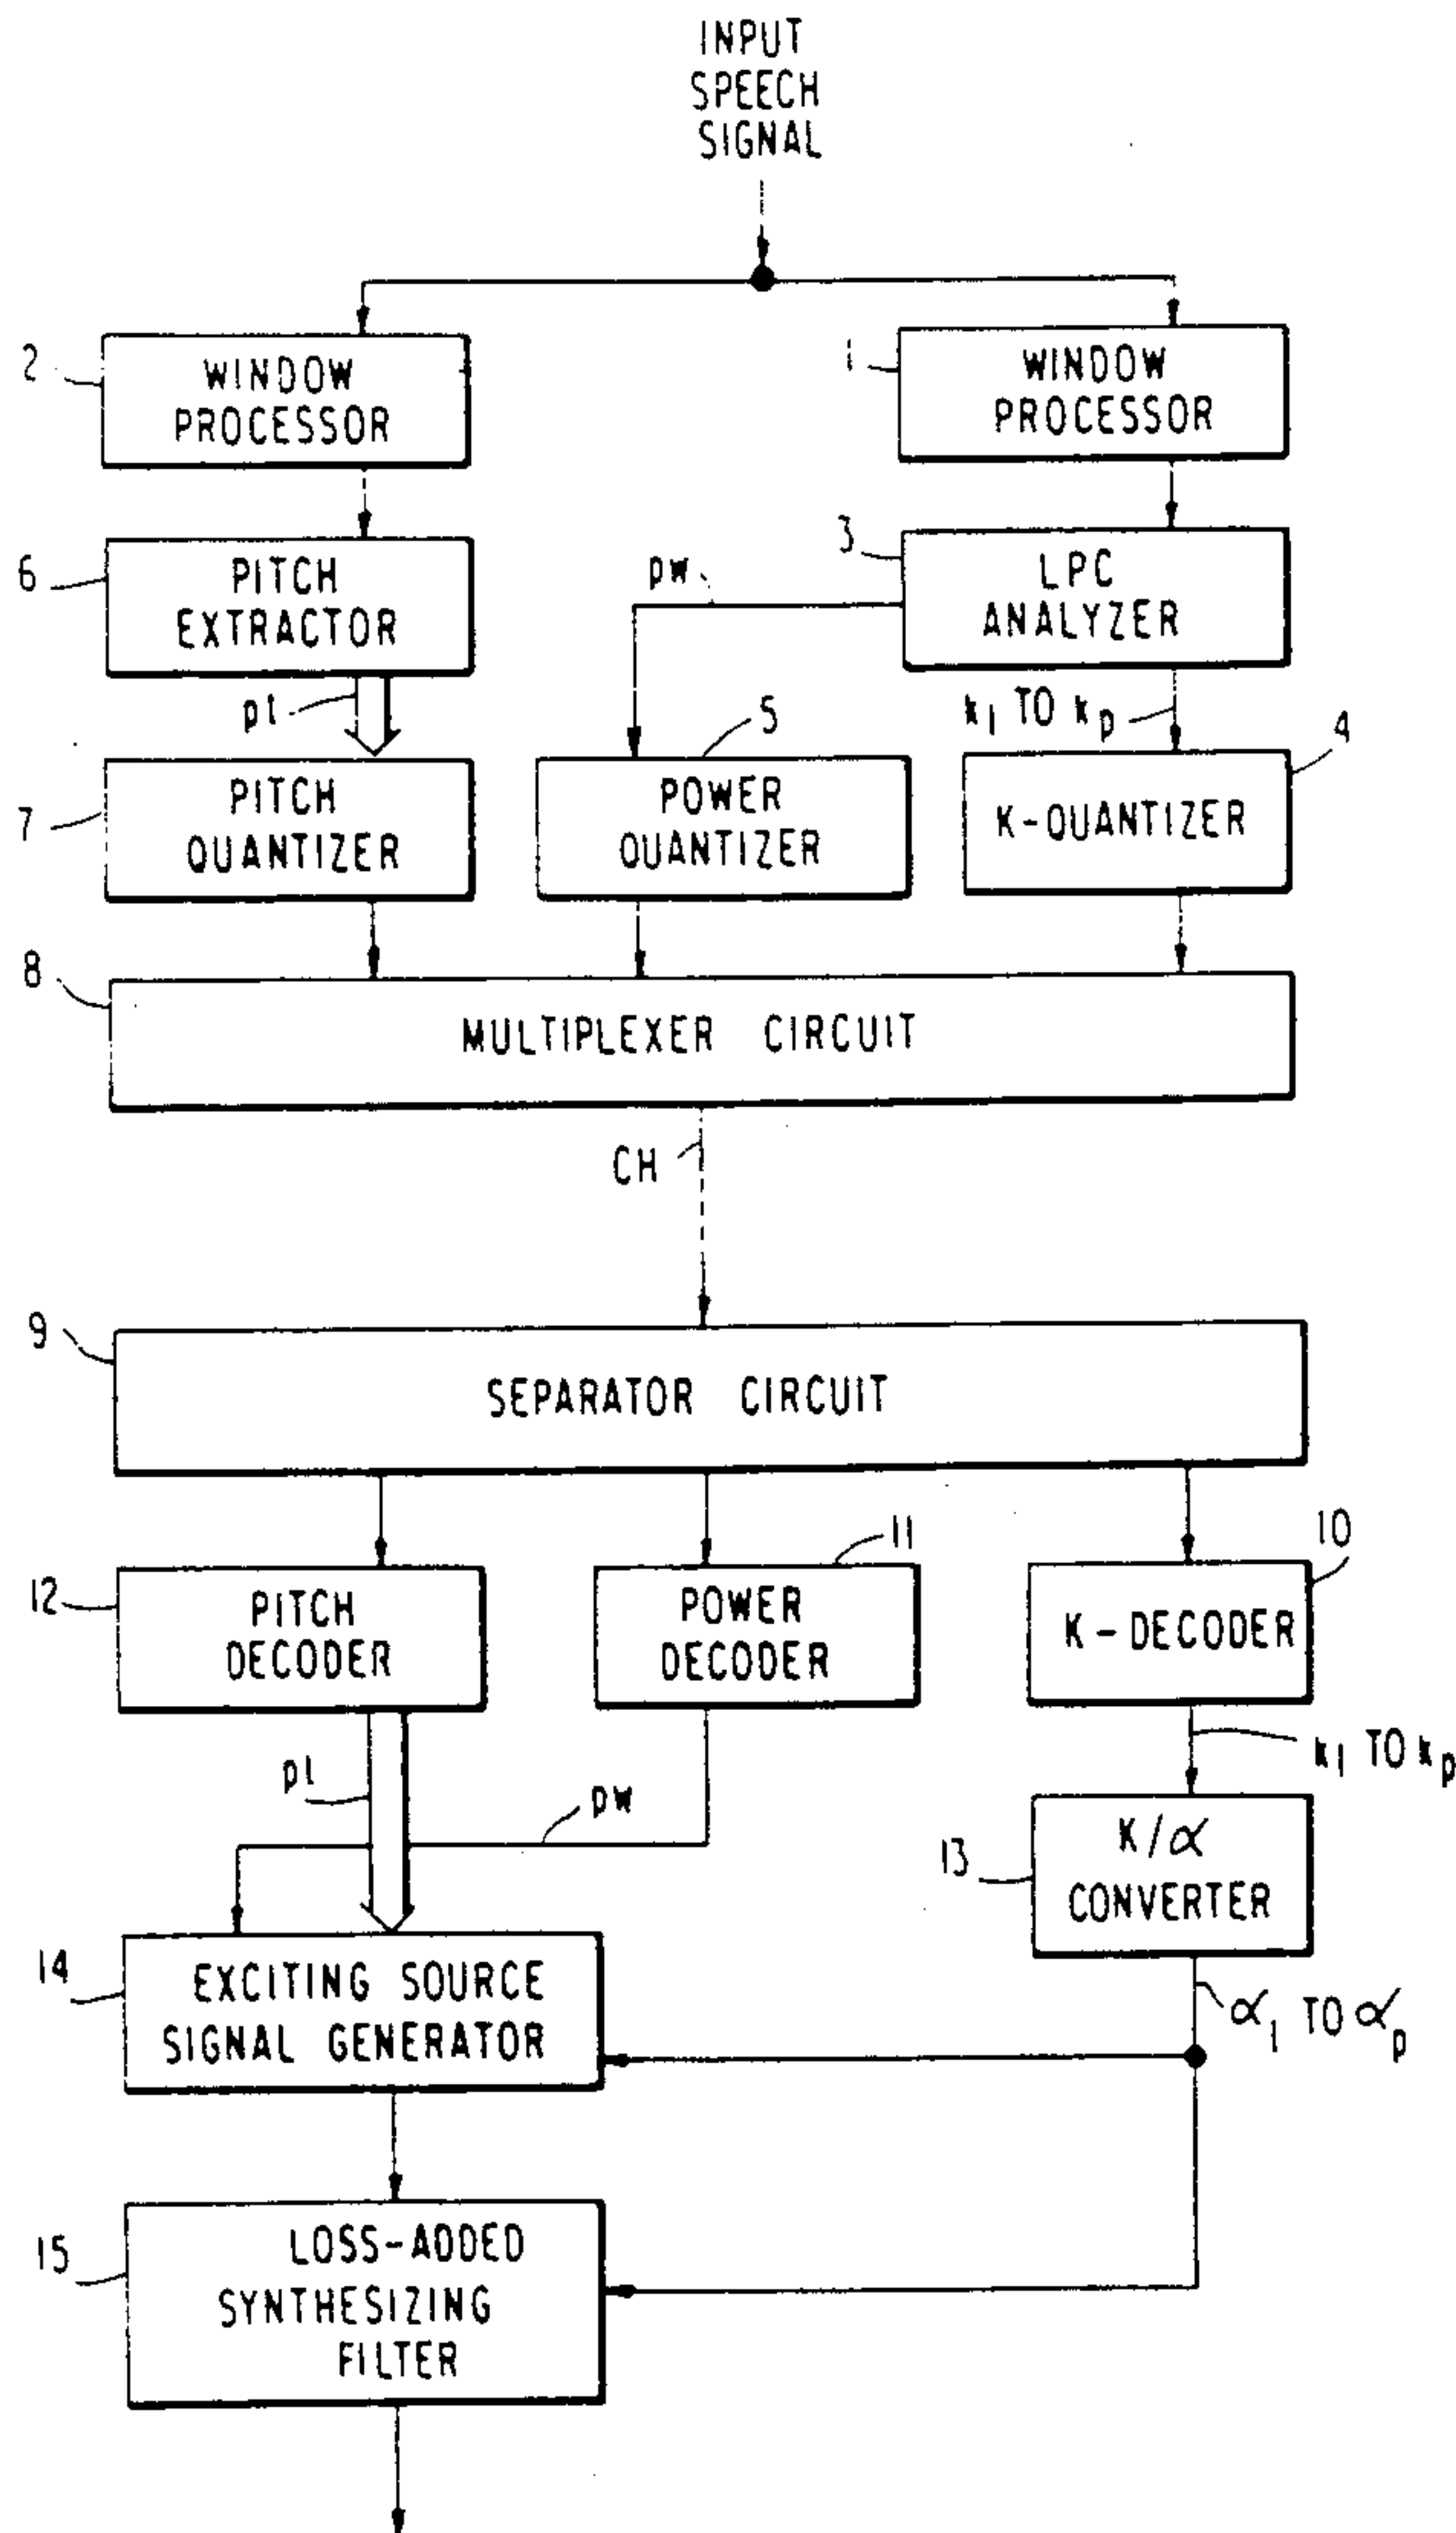 INPUT
SPEECH
SIGNAL
2
WINDOW
PROCESSOR
1
WINDOW
PROCESSOR
6
PITCH
EXTRACTOR
pw
3
LPC
ANALYZER
pt
k1 TO kp
7
PITCH
QUANTIZER
5
POWER
QUANTIZER
4
K-QUANTIZER
8
MULTIPLEXER CIRCUIT
CH
9
SEPARATOR CIRCUIT
12
PITCH
DECODER
11
POWER
DECODER
10
K-DECODER
pt
pw
k1 TO kp
13
K/α
CONVERTER
14
EXCITING SOURCE
SIGNAL GENERATOR
α1 TO αp
15
LOSS-ADDED
SYNTHESIZING
FILTER